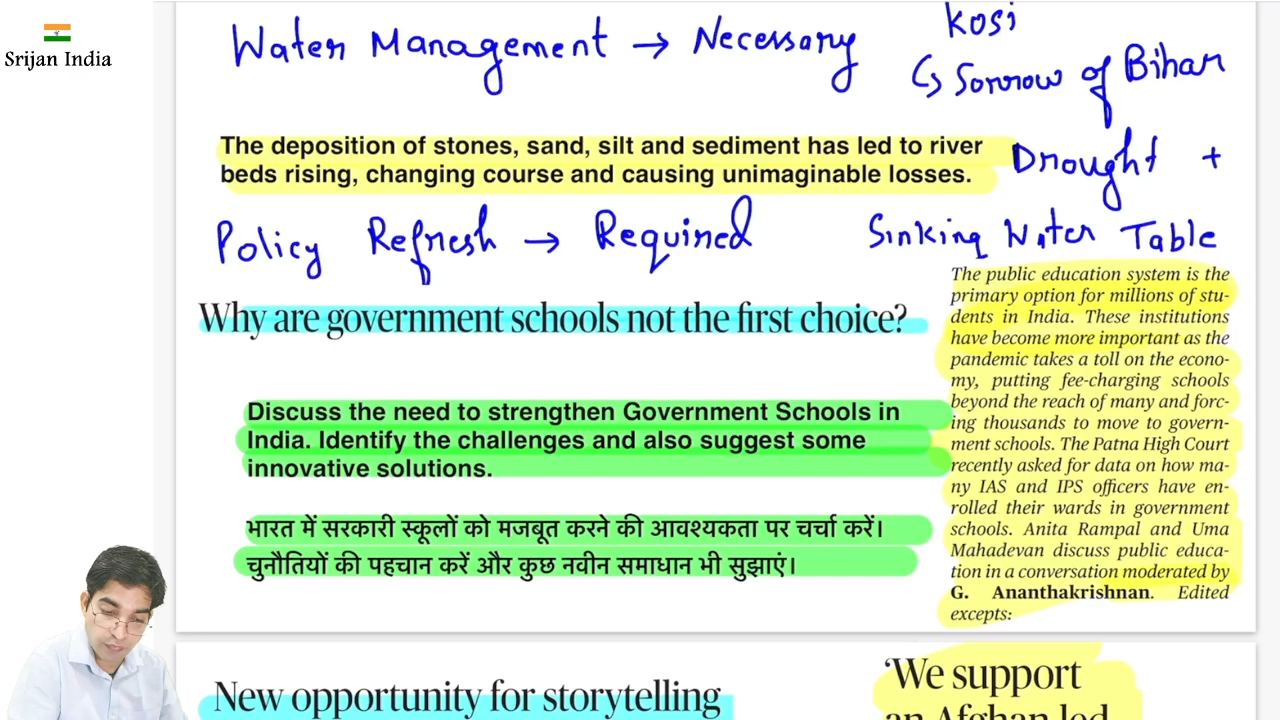 Srijan India
Water Management → Necessary
Kosi
↳ Sorrow of Bihar
The deposition of stones, sand, silt and sediment has led to river
beds rising, changing course and causing unimaginable losses.
Drought +
Sinking Water Table
Policy Refresh → Required
Why are government schools not the first choice?
Discuss the need to strengthen Government Schools in
India. Identify the challenges and also suggest some
innovative solutions.
भारत में सरकारी स्कूलों को मजबूत करने की आवश्यकता पर चर्चा करें।
चुनौतियों की पहचान करें और कुछ नवीन समाधान भी सुझाएं।
The public education system is the
primary option for millions of stu-
dents in India. These institutions
have become more important as the
pandemic takes a toll on the econo-
my, putting fee-charging schools
beyond the reach of many and forc-
ing thousands to move to govern-
ment schools. The Patna High Court
recently asked for data on how ma-
ny IAS and IPS officers have en-
rolled their wards in government
schools. Anita Rampal and Uma
Mahadevan discuss public educa-
tion in a conversation moderated by
G. Ananthakrishnan. Edited
excepts:
New opportunity for storytelling
‘We support
an Afghan led